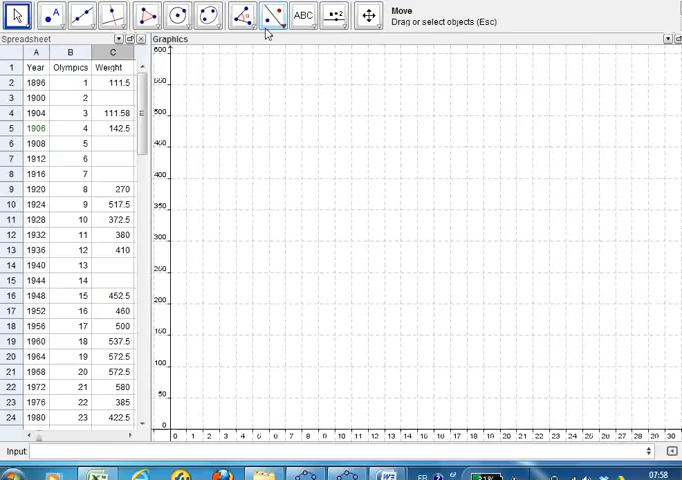 Move
Drag or select objects (Esc)
A
α
ABC
a=2
Spreadsheet
Graphics
A B C
1 Year Olympics Weight
2 1896 1 111.5
3 1900 2
4 1904 3 111.58
5 1906 4 142.5
6 1908 5
7 1912 6
8 1916 7
9 1920 8 270
10 1924 9 517.5
11 1928 10 372.5
12 1932 11 380
13 1936 12 410
14 1940 13
15 1944 14
16 1948 15 452.5
17 1952 16 460
18 1956 17 500
19 1960 18 537.5
20 1964 19 572.5
21 1968 20 572.5
22 1972 21 580
23 1976 22 385
24 1980 23 422.5
600
550
500
450
400
350
300
250
200
150
100
50
0
0 1 2 3 4 5 6 7 8 9 10 11 12 13 14 15 16 17 18 19 20 21 22 23 24 25 26 27 28 29 30
Input:
FR
31%
07:58